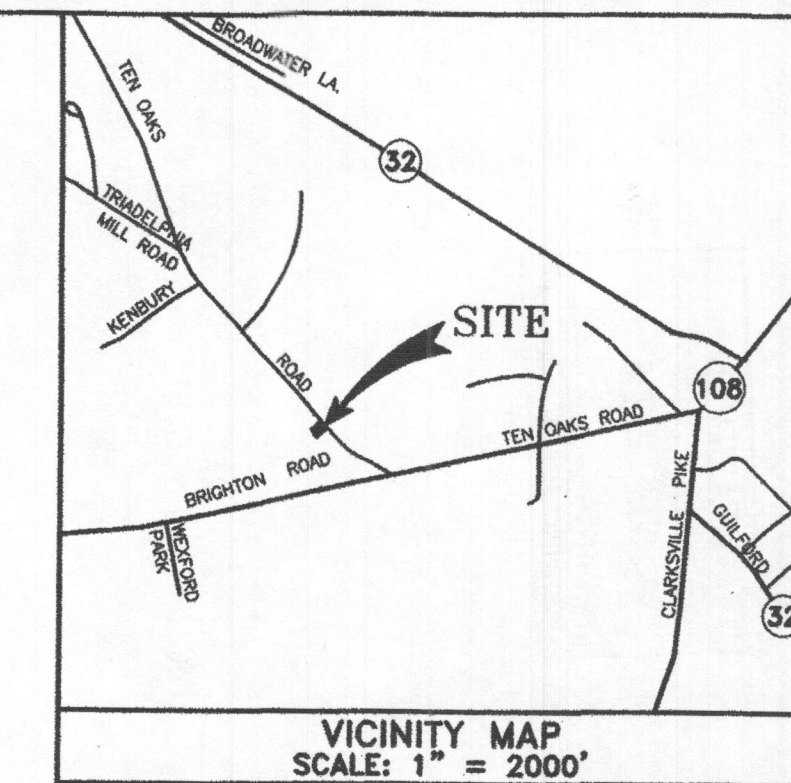 BROADWATER LA.
TEN OAKS
32
TRIADELPHIA
MILL ROAD
KENBURY
SITE
ROAD
108
TEN OAKS ROAD
BRIGHTON ROAD
CLARKSVILLE PIKE
GUILFORD
WEXFORD
PARK
32
VICINITY MAP
SCALE: 1" = 2000'